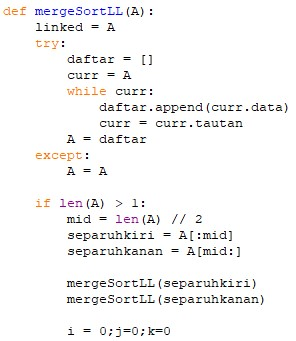 def mergeSortLL(A):
    linked = A
    try:
        daftar = []
        curr = A
        while curr:
            daftar.append(curr.data)
            curr = curr.tautan
        A = daftar
    except:
        A = A

    if len(A) > 1:
        mid = len(A) // 2
        separuhkiri = A[:mid]
        separuhkanan = A[mid:]

        mergeSortLL(separuhkiri)
        mergeSortLL(separuhkanan)

        i = 0;j=0;k=0